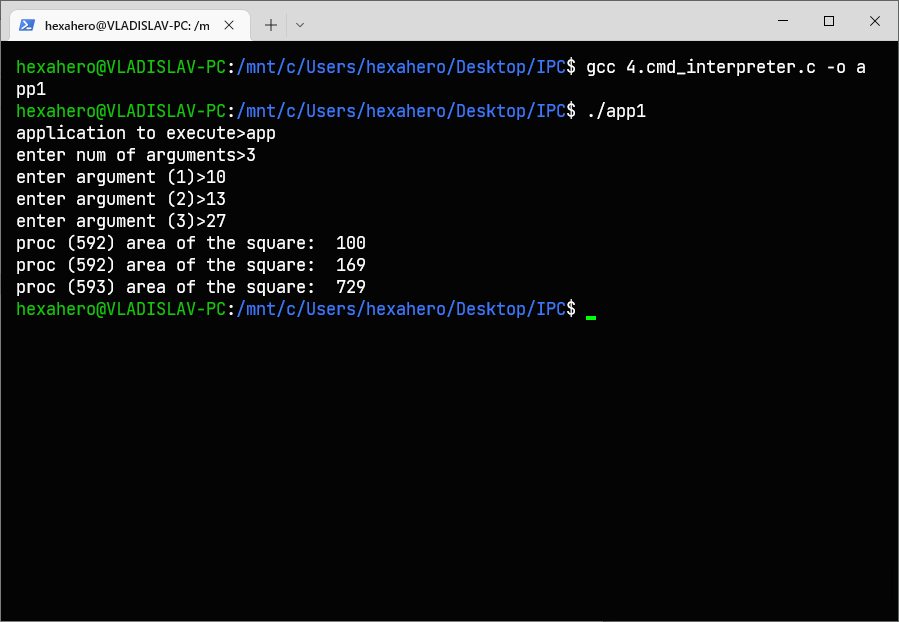 hexahero@VLADISLAV-PC: /m
hexahero@VLADISLAV-PC:/mnt/c/Users/hexahero/Desktop/IPC$ gcc 4.cmd_interpreter.c -o a
pp1
hexahero@VLADISLAV-PC:/mnt/c/Users/hexahero/Desktop/IPC$ ./app1
application to execute>app
enter num of arguments>3
enter argument (1)>10
enter argument (2)>13
enter argument (3)>27
proc (592) area of the square:  100
proc (592) area of the square:  169
proc (593) area of the square:  729
hexahero@VLADISLAV-PC:/mnt/c/Users/hexahero/Desktop/IPC$